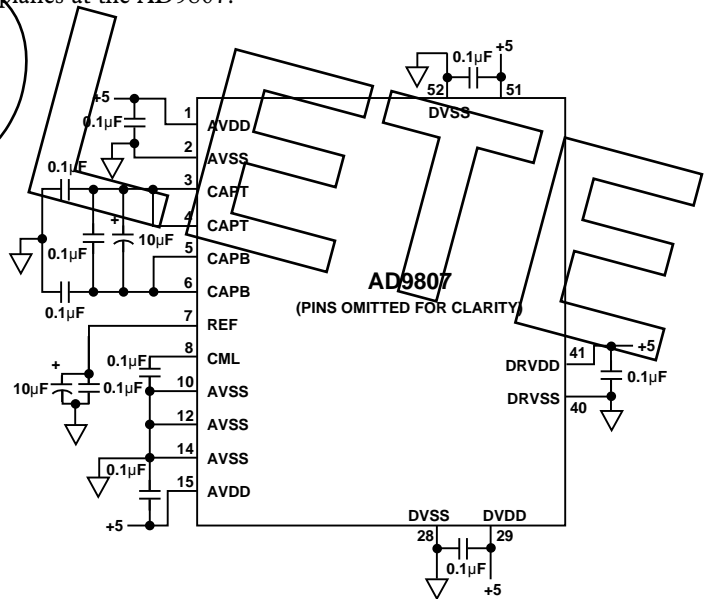 planes at the AD9807.
LETE
+5
0.1µF
52
51
DVSS
+5
0.1µF
1
AVDD
2
AVSS
0.1µF
3
CAPT
4
CAPT
+
10µF
0.1µF
5
CAPB
6
CAPB
0.1µF
AD9807
(PINS OMITTED FOR CLARITY)
7
REF
8
CML
0.1µF
+
10µF
0.1µF
10
AVSS
12
AVSS
14
AVSS
0.1µF
15
AVDD
+5
41
DRVDD
+5
0.1µF
DRVSS
40
DVSS
DVDD
28
29
0.1µF
+5